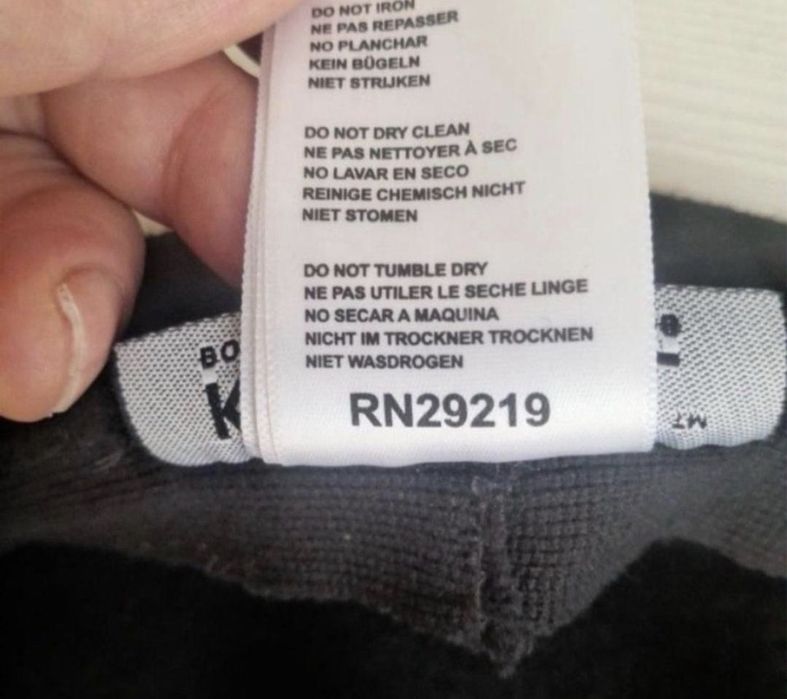 DO NOT IRON
NE PAS REPASSER
NO PLANCHAR
KEIN BÜGELN
NIET STRIJKEN
DO NOT DRY CLEAN
NE PAS NETTOYER À SEC
NO LAVAR EN SECO
REINIGE CHEMISCH NICHT
NIET STOMEN
DO NOT TUMBLE DRY
NE PAS UTILER LE SECHE LINGE
NO SECAR A MAQUINA
NICHT IM TROCKNER TROCKNEN
NIET WASDROGEN
BO
K
RN29219